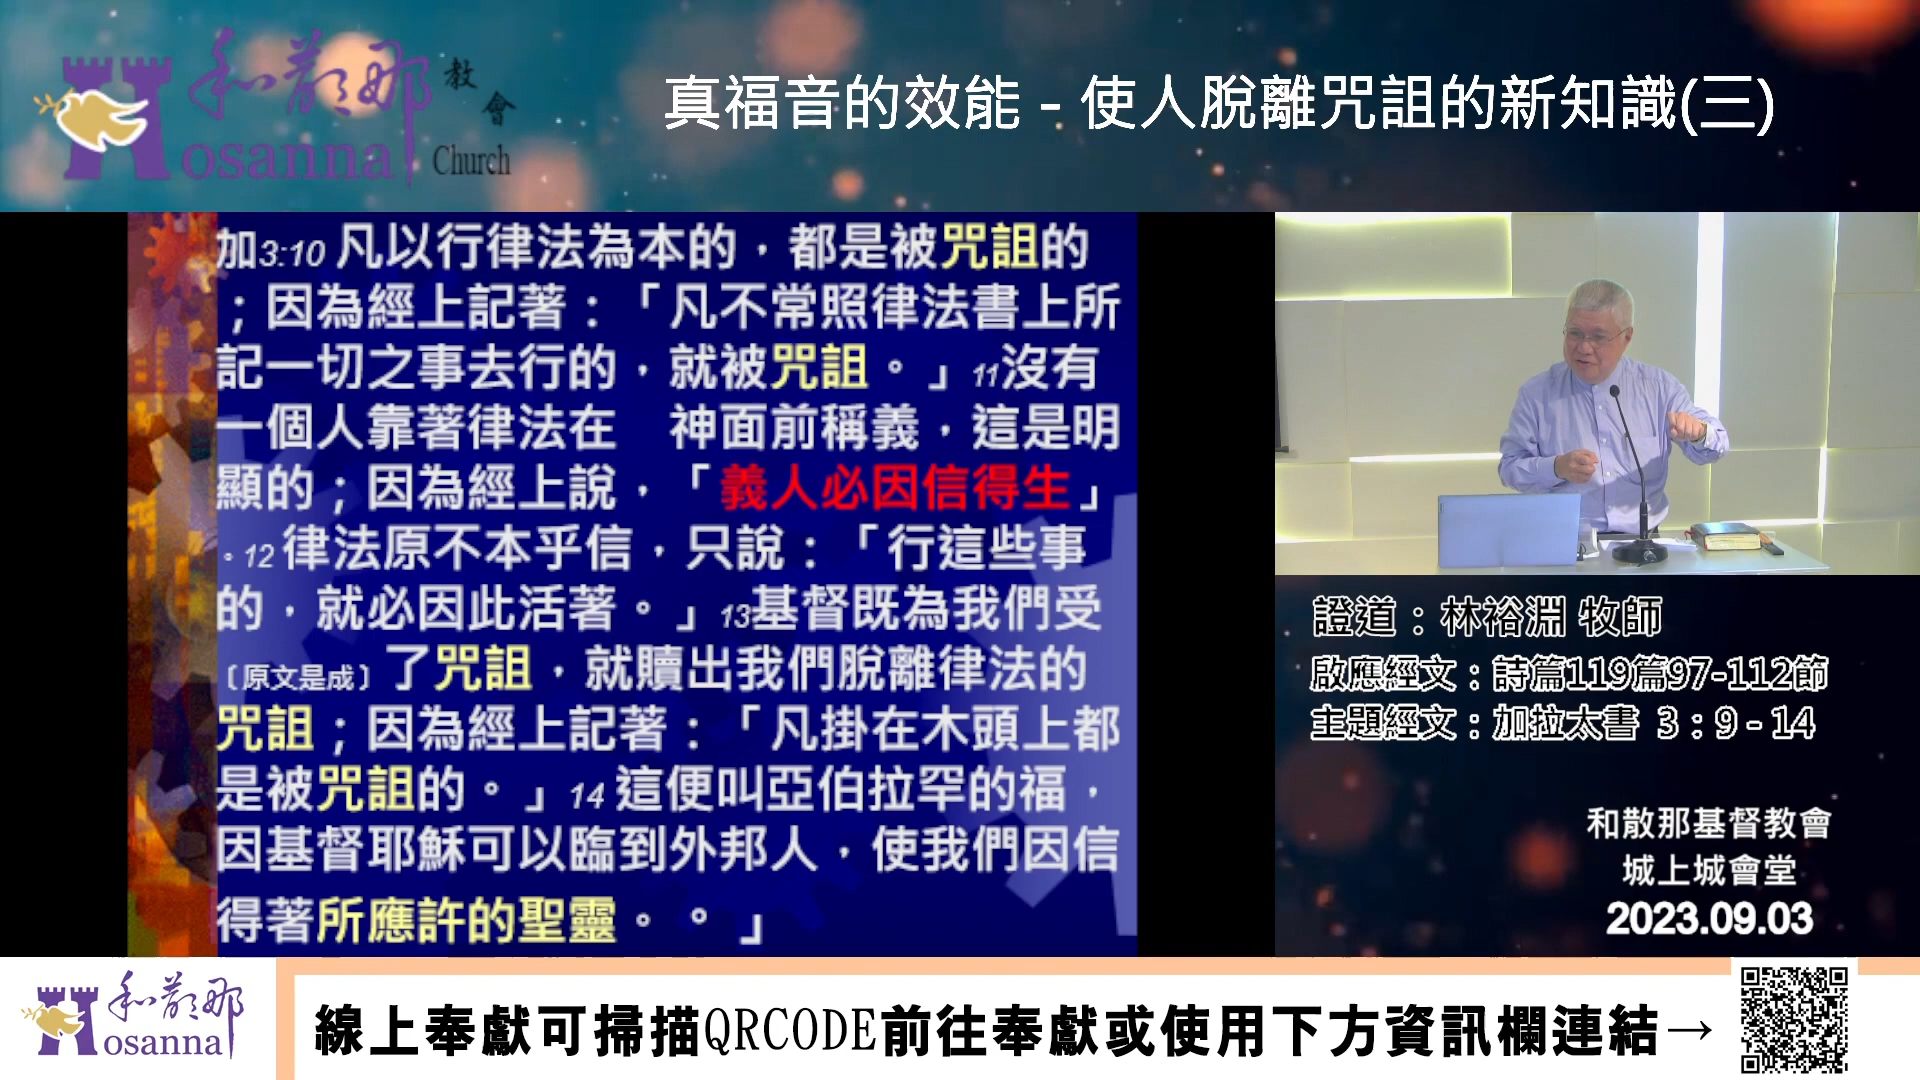 和散那
教會
Hosanna
Church
真福音的效能 - 使人脫離咒詛的新知識(三)
加3:10 凡以行律法為本的，都是被咒詛的
；因為經上記著：「凡不常照律法書上所
記一切之事去行的，就被咒詛。」11沒有
一個人靠著律法在　神面前稱義，這是明
顯的；因為經上說，「義人必因信得生」
。12 律法原不本乎信，只說：「行這些事
的，就必因此活著。」13基督既為我們受
〔原文是成〕了咒詛，就贖出我們脫離律法的
咒詛；因為經上記著：「凡掛在木頭上都
是被咒詛的。」14 這便叫亞伯拉罕的福，
因基督耶穌可以臨到外邦人，使我們因信
得著所應許的聖靈。。」
證道：林裕淵 牧師
啟應經文：詩篇119篇97-112節
主題經文：加拉太書 3：9 - 14
和散那基督教會
城上城會堂
2023.09.03
和散那
Hosanna
線上奉獻可掃描QRCODE前往奉獻或使用下方資訊欄連結→